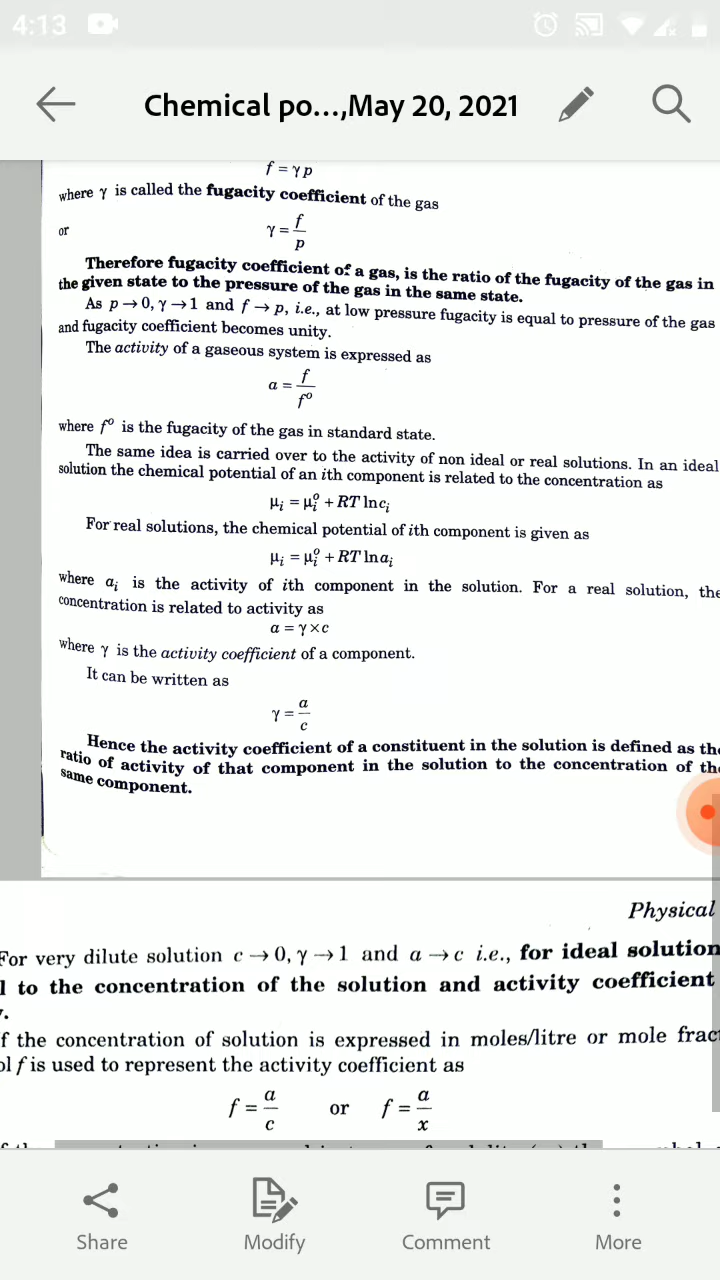 4:13
Chemical po...,May 20, 2021
f = γ p
where γ is called the fugacity coefficient of the gas
or
γ = f/p
Therefore fugacity coefficient of a gas, is the ratio of the fugacity of the gas in
the given state to the pressure of the gas in the same state.
As p → 0, γ → 1 and f → p, i.e., at low pressure fugacity is equal to pressure of the gas
and fugacity coefficient becomes unity.
The activity of a gaseous system is expressed as
a = f/f°
where f° is the fugacity of the gas in standard state.
The same idea is carried over to the activity of non ideal or real solutions. In an ideal
solution the chemical potential of an ith component is related to the concentration as
μᵢ = μᵢ° + RT ln cᵢ
For real solutions, the chemical potential of ith component is given as
μᵢ = μᵢ° + RT ln aᵢ
where aᵢ is the activity of ith component in the solution. For a real solution, the
concentration is related to activity as
a = γ × c
where γ is the activity coefficient of a component.
It can be written as
γ = a/c
Hence the activity coefficient of a constituent in the solution is defined as the
ratio of activity of that component in the solution to the concentration of the
same component.
Physical
For very dilute solution c → 0, γ → 1 and a → c i.e., for ideal solution
l to the concentration of the solution and activity coefficient
f the concentration of solution is expressed in moles/litre or mole fract
ol f is used to represent the activity coefficient as
f = a/c or f = a/x
Share
Modify
Comment
More